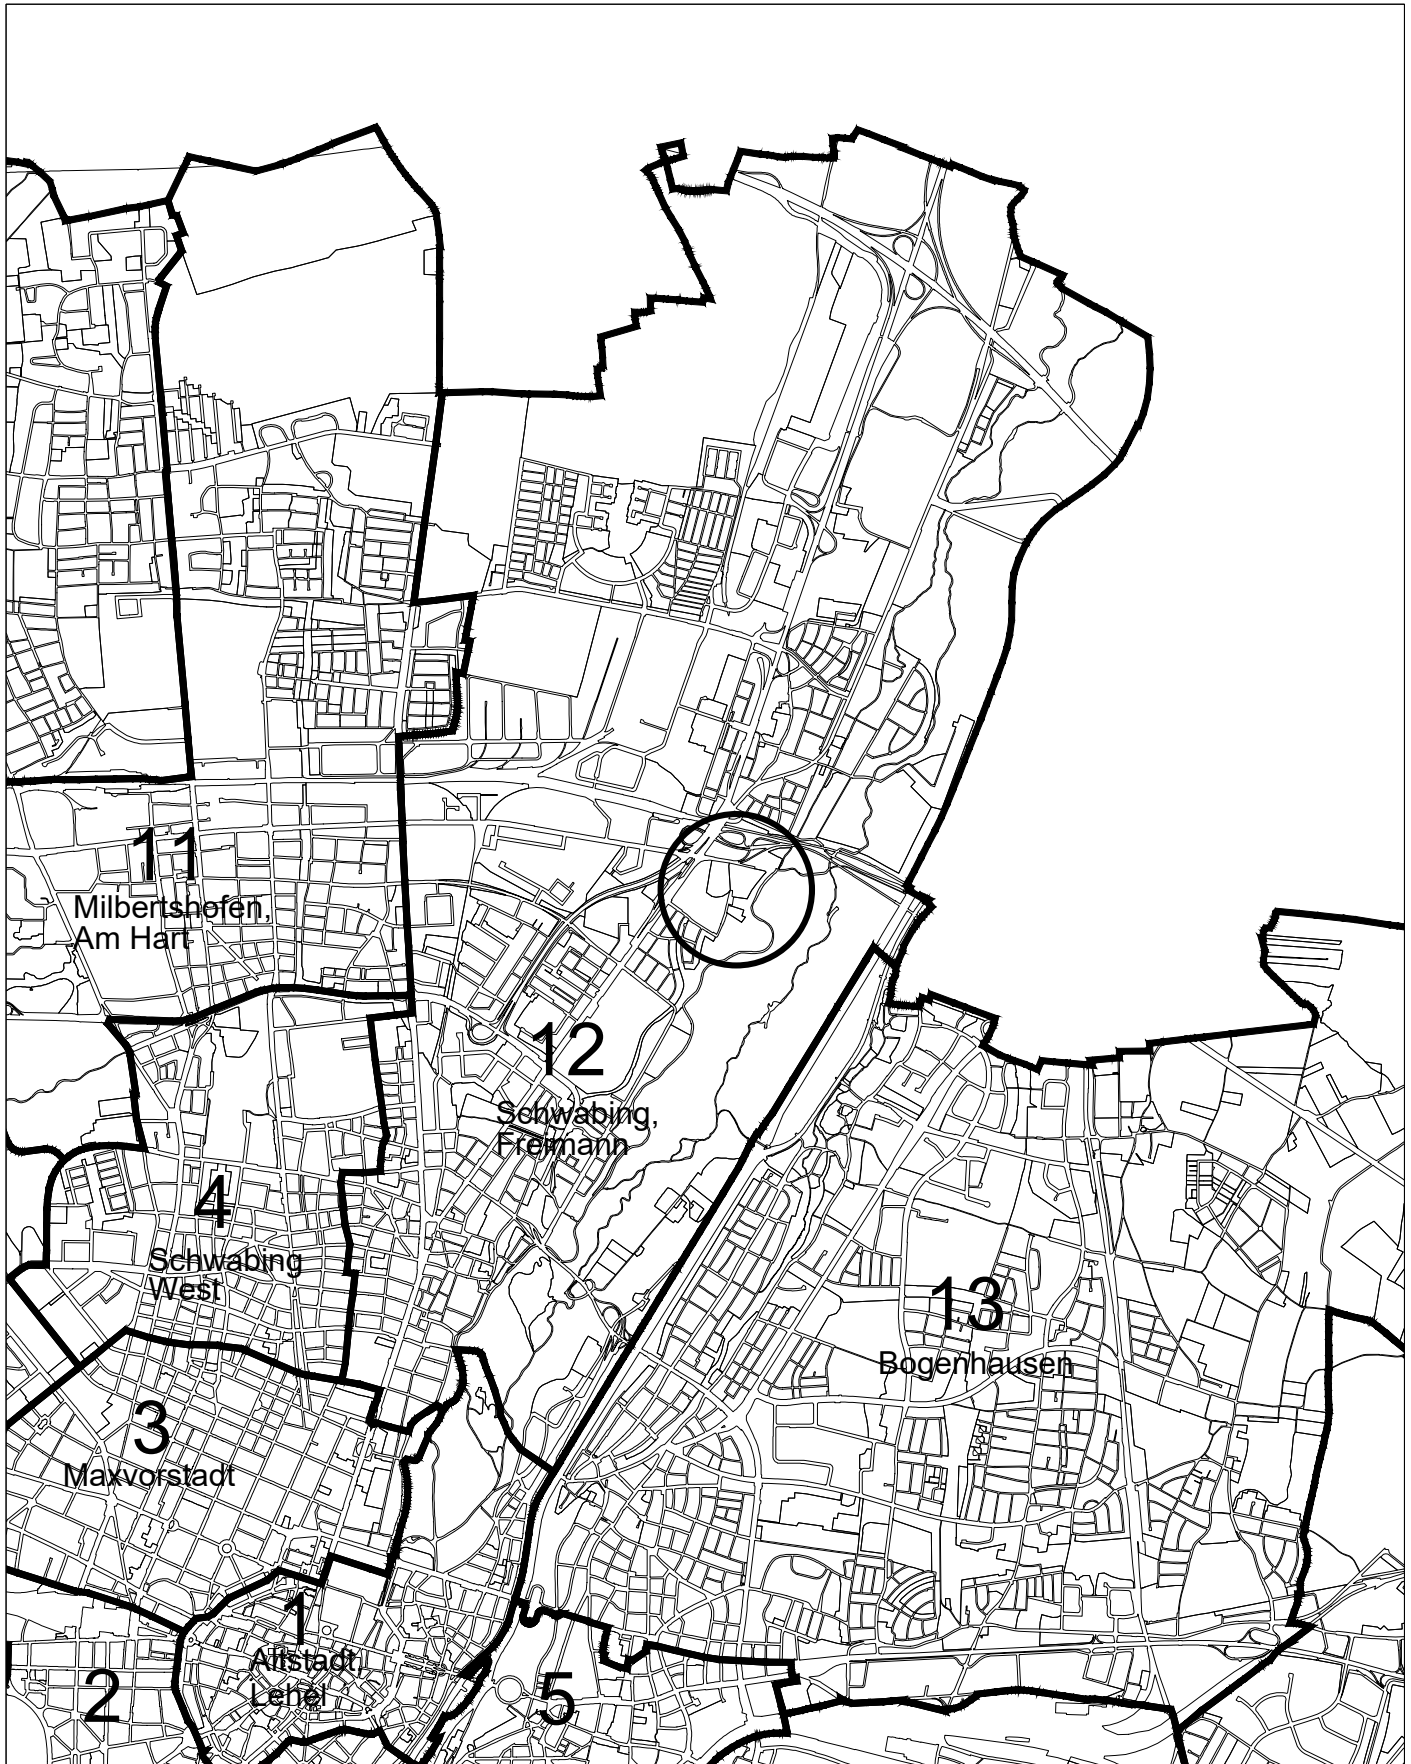 11
Milbertshofen,
Am Hart
12
Schwabing,
Freimann
4
Schwabing
West
13
Bogenhausen
3
Maxvorstadt
1
Altstadt,
Lehel
2
5